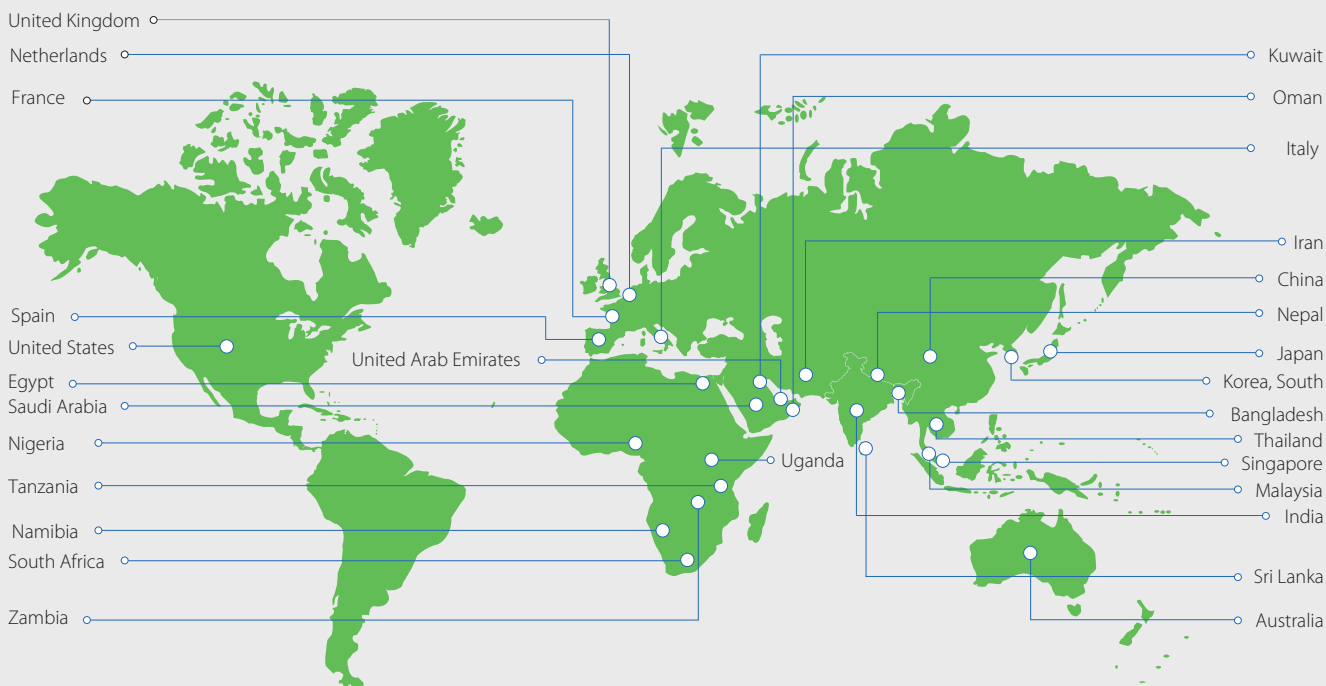 United Kingdom
Netherlands
France
Spain
United States
United Arab Emirates
Egypt
Saudi Arabia
Nigeria
Uganda
Tanzania
Namibia
South Africa
Zambia
Kuwait
Oman
Italy
Iran
China
Nepal
Japan
Korea, South
Bangladesh
Thailand
Singapore
Malaysia
India
Sri Lanka
Australia